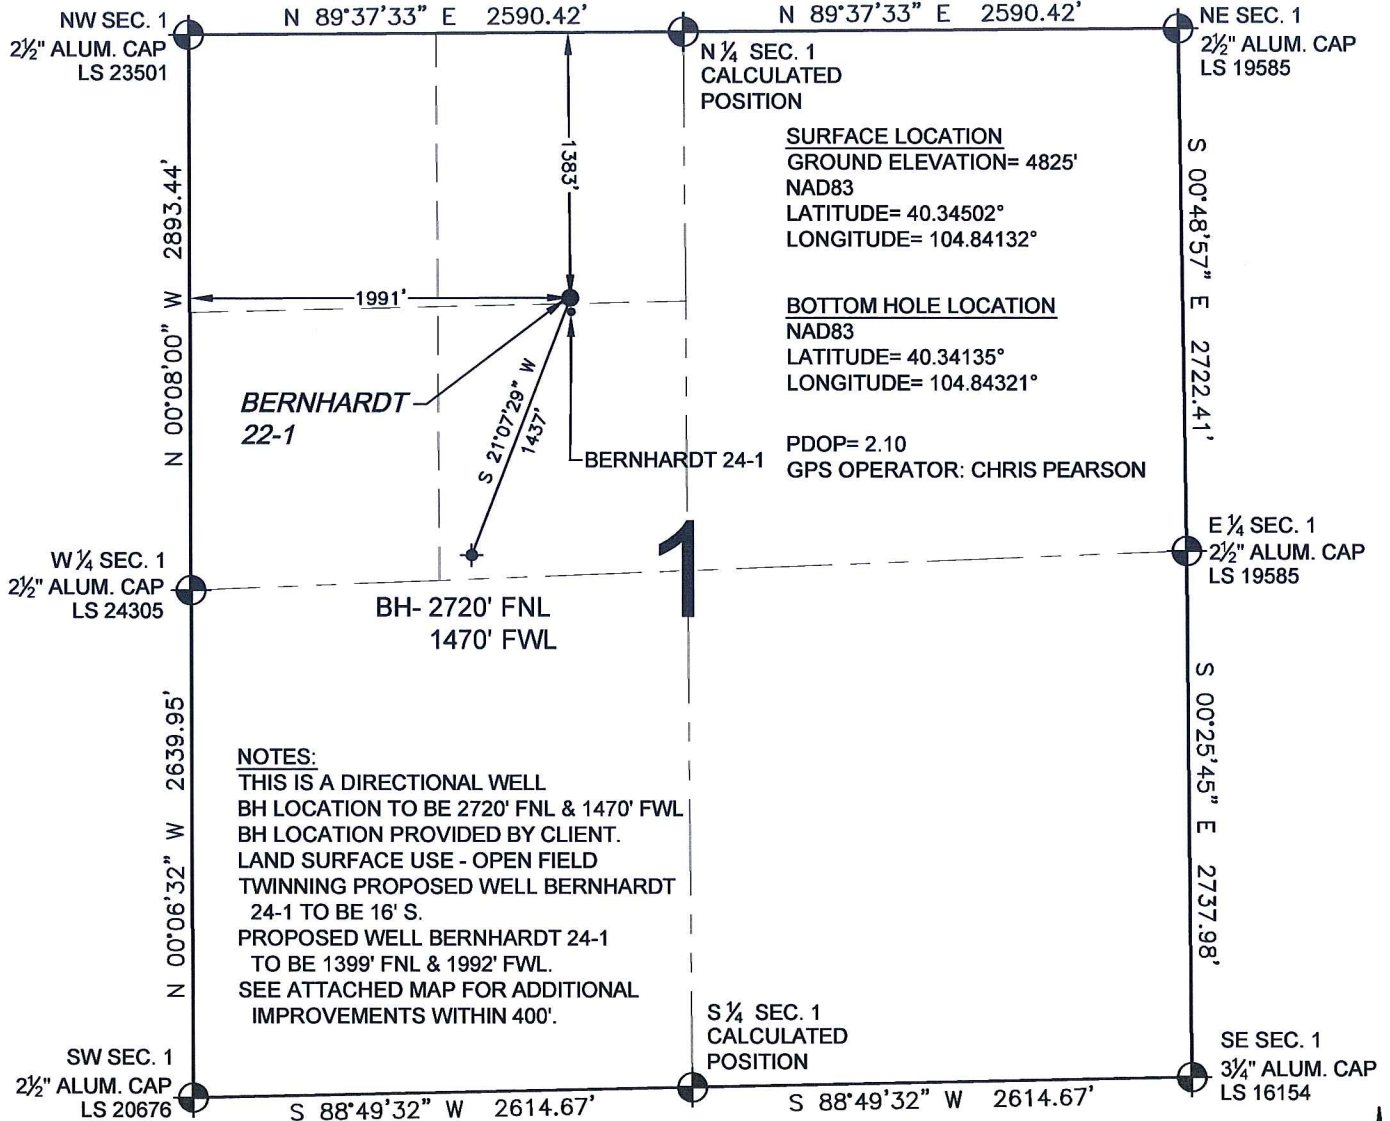 N 89°37'33" E 2590.42'
N 89°37'33" E 2590.42'
NW SEC. 1
2½" ALUM. CAP
LS 23501
N ¼ SEC. 1
CALCULATED
POSITION
NE SEC. 1
2½" ALUM. CAP
LS 19585
SURFACE LOCATION
GROUND ELEVATION= 4825'
NAD83
LATITUDE= 40.34502°
LONGITUDE= 104.84132°
BOTTOM HOLE LOCATION
NAD83
LATITUDE= 40.34135°
LONGITUDE= 104.84321°
PDOP= 2.10
GPS OPERATOR: CHRIS PEARSON
N 00°08'00" W 2893.44'
1383'
1991'
S 00°48'57" E 2722.41'
BERNHARDT
22-1
S 21°07'29" W
1437'
BERNHARDT 24-1
W ¼ SEC. 1
2½" ALUM. CAP
LS 24305
1
E ¼ SEC. 1
2½" ALUM. CAP
LS 19585
BH- 2720' FNL
1470' FWL
N 00°06'32" W 2639.95'
S 00°25'45" E 2737.98'
NOTES:
THIS IS A DIRECTIONAL WELL
BH LOCATION TO BE 2720' FNL & 1470' FWL
BH LOCATION PROVIDED BY CLIENT.
LAND SURFACE USE - OPEN FIELD
TWINNING PROPOSED WELL BERNHARDT
24-1 TO BE 16' S.
PROPOSED WELL BERNHARDT 24-1
TO BE 1399' FNL & 1992' FWL.
SEE ATTACHED MAP FOR ADDITIONAL
IMPROVEMENTS WITHIN 400'.
SW SEC. 1
2½" ALUM. CAP
LS 20676
S ¼ SEC. 1
CALCULATED
POSITION
SE SEC. 1
3¼" ALUM. CAP
LS 16154
S 88°49'32" W 2614.67'
S 88°49'32" W 2614.67'